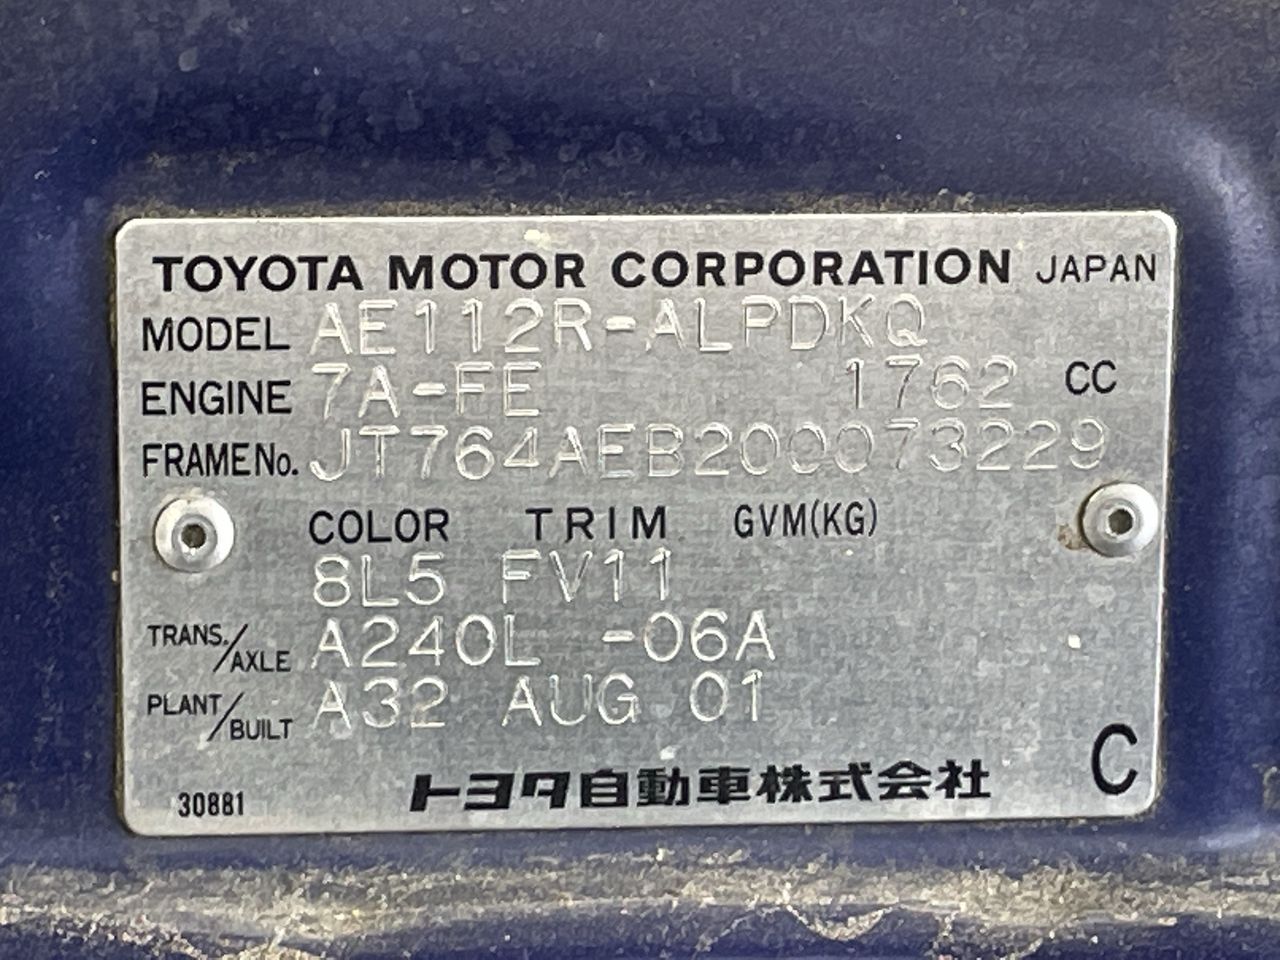 TOYOTA MOTOR CORPORATION JAPAN
MODEL AE112R-ALPDKQ
ENGINE 7A-FE 1762 CC
FRAME No. JT764AEB200073229
COLOR TRIM GVM(KG)
8L5 FV11
TRANS./AXLE A240L -06A
PLANT/BUILT A32 AUG 01
C
30881 トヨタ自動車株式会社